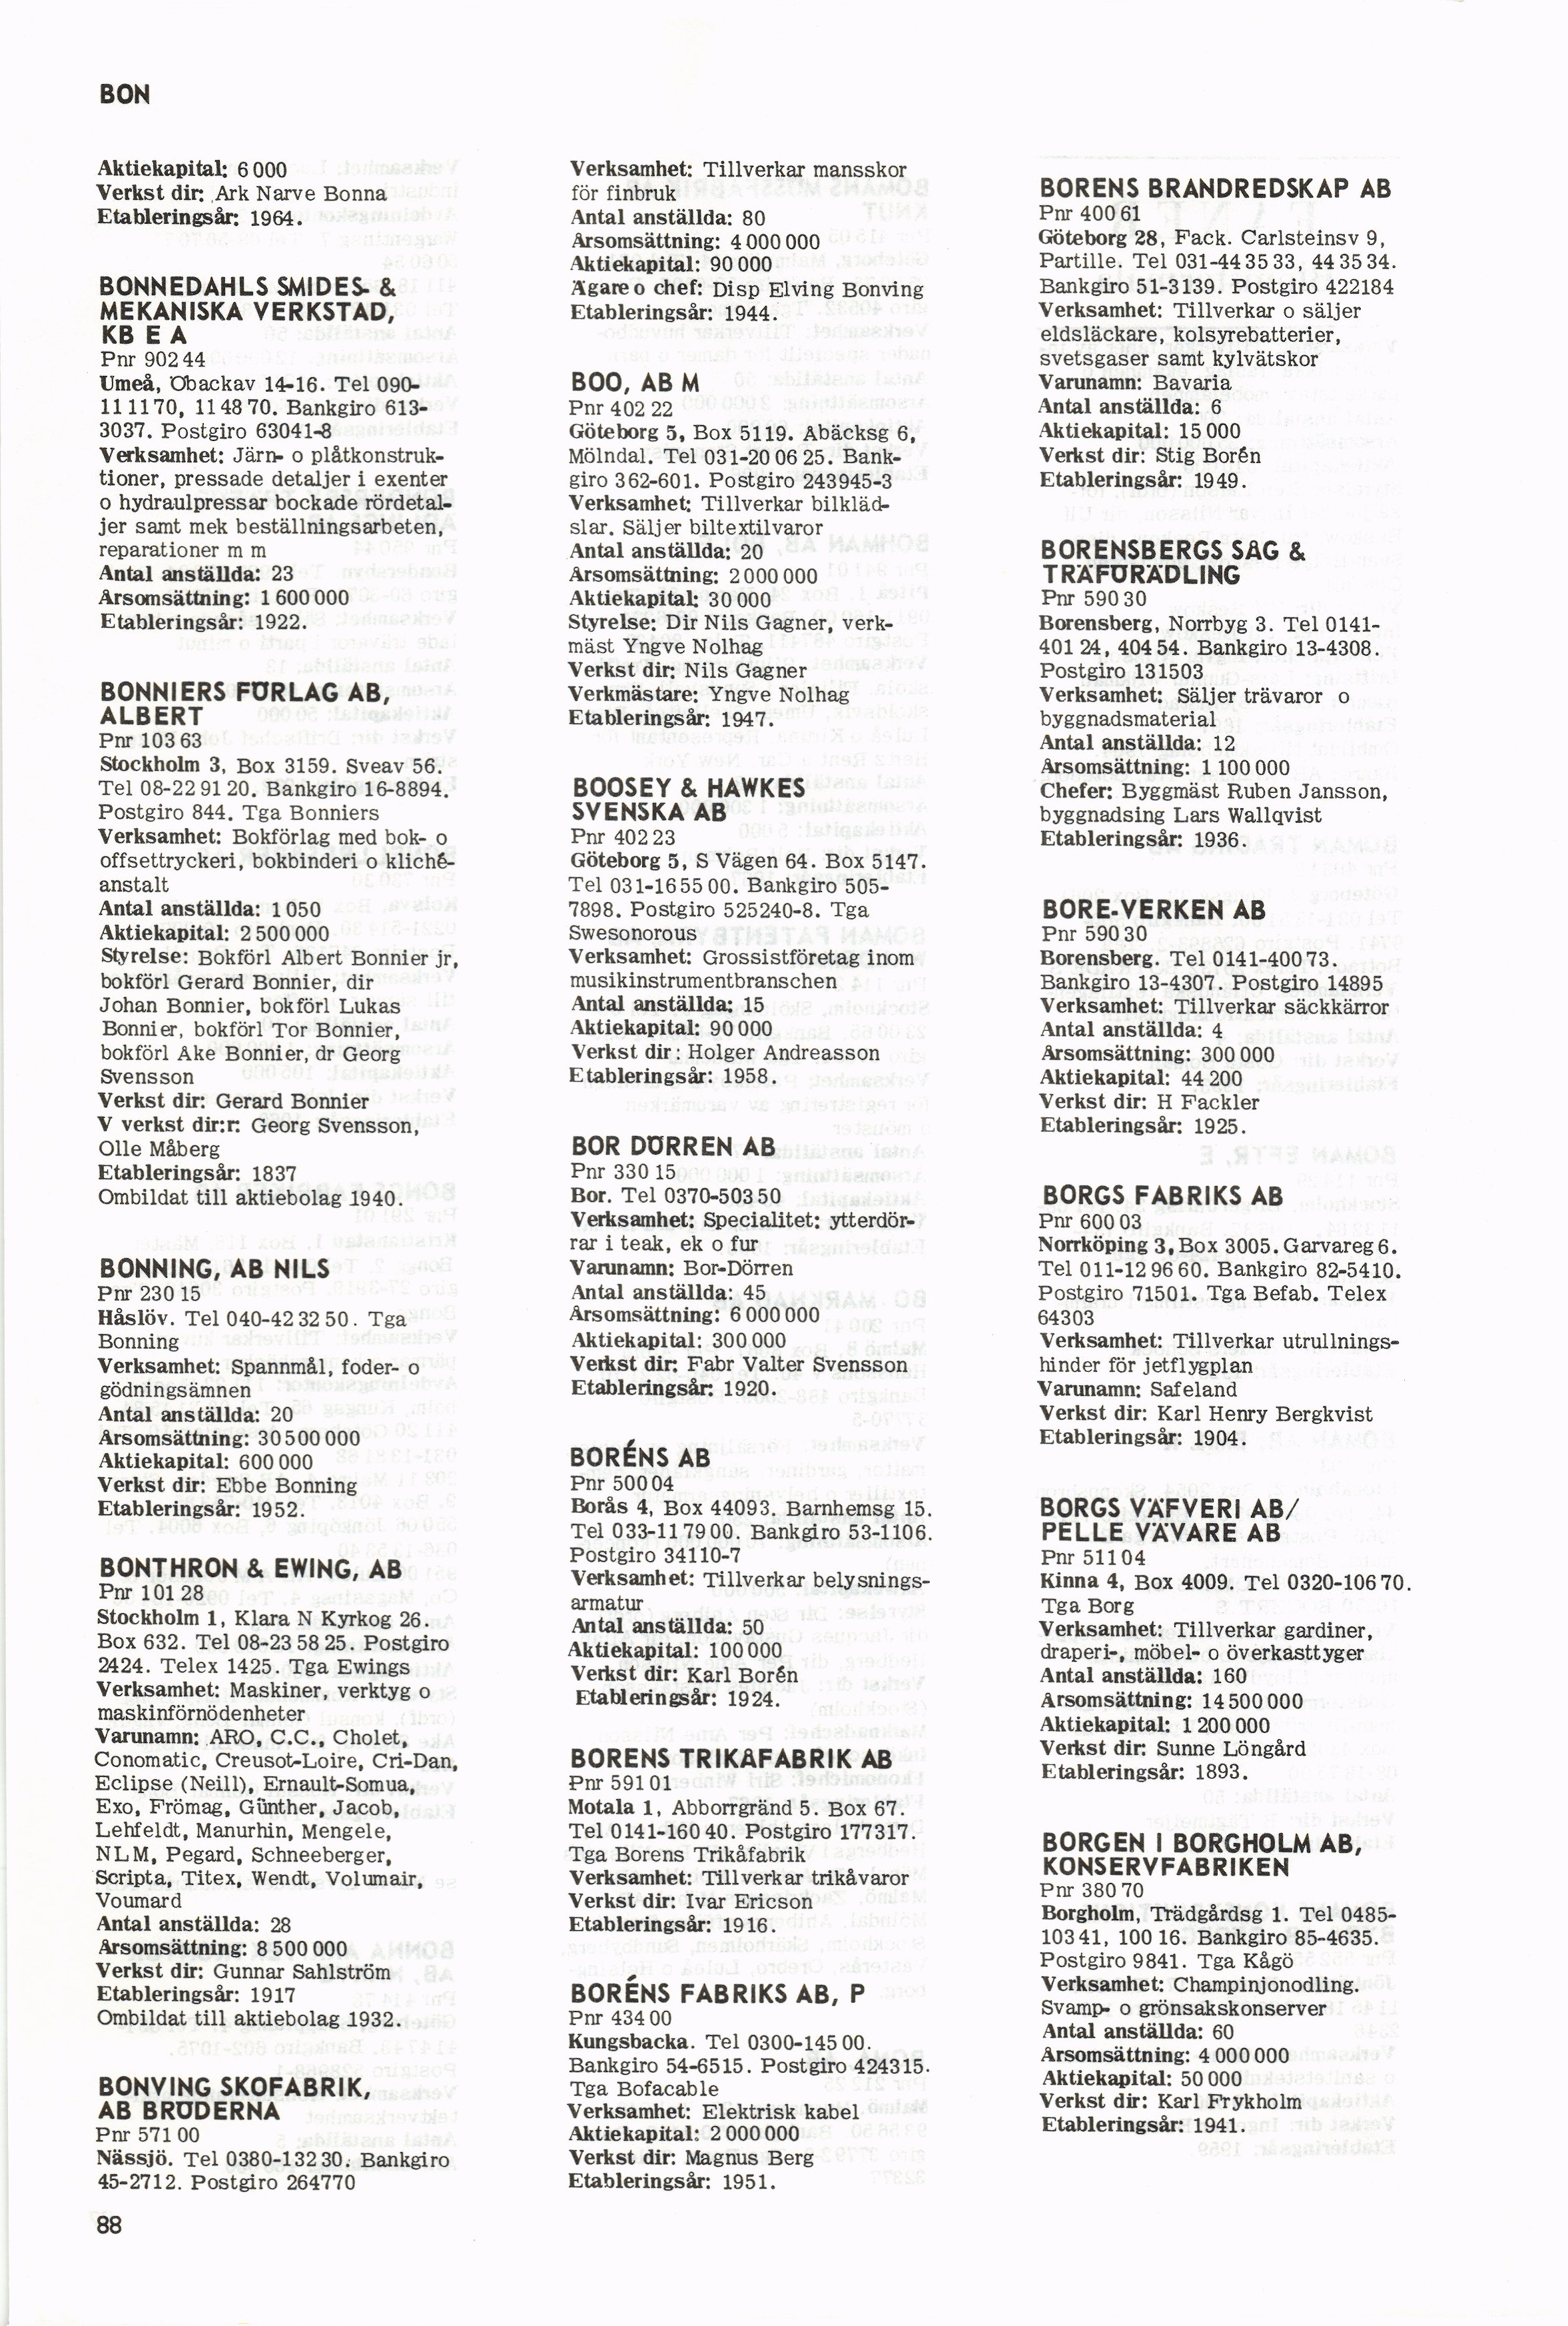 BON
Aktiekapital: 6 000
Verkst dir: Ark Narve Bonna
Etableringsår: 1964.
BONNEDAHLS SMIDES- &
MEKANISKA VERKSTAD,
KB E A
Pnr 902 44
Umeå, Öbackav 14-16. Tel 090-
11 11 70, 11 48 70. Bankgiro 613-
3037. Postgiro 63041-8
Verksamhet: Järn- o plåtkonstruk-
tioner, pressade detaljer i exenter
o hydraulpressar bockade rördetal-
jer samt mek beställningsarbeten,
reparationer m m
Antal anställda: 23
Årsomsättning: 1 600 000
Etableringsår: 1922.
BONNIERS FÖRLAG AB,
ALBERT
Pnr 103 63
Stockholm 3, Box 3159. Sveav 56.
Tel 08-22 91 20. Bankgiro 16-8894.
Postgiro 844. Tga Bonniers
Verksamhet: Bokförlag med bok- o
offsettryckeri, bokbinderi o kliché-
anstalt
Antal anställda: 1 050
Aktiekapital: 2 500 000
Styrelse: Bokförl Albert Bonnier jr,
bokförl Gerard Bonnier, dir
Johan Bonnier, bokförl Lukas
Bonnier, bokförl Tor Bonnier,
bokförl Åke Bonnier, dr Georg
Svensson
Verkst dir: Gerard Bonnier
V verkst dir:r: Georg Svensson,
Olle Måberg
Etableringsår: 1837
Ombildat till aktiebolag 1940.
BONNING, AB NILS
Pnr 230 15
Håslöv. Tel 040-42 32 50. Tga
Bonning
Verksamhet: Spannmål, foder- o
gödningsämnen
Antal anställda: 20
Årsomsättning: 30 500 000
Aktiekapital: 600 000
Verkst dir: Ebbe Bonning
Etableringsår: 1952.
BONTHRON & EWING, AB
Pnr 101 28
Stockholm 1, Klara N Kyrkog 26.
Box 632. Tel 08-23 58 25. Postgiro
2424. Telex 1425. Tga Ewings
Verksamhet: Maskiner, verktyg o
maskinförnödenheter
Varunamn: ARO, C.C., Cholet,
Conomatic, Creusot-Loire, Cri-Dan,
Eclipse (Neill), Ernault-Somua,
Exo, Frömag, Günther, Jacob,
Lehfeldt, Manurhin, Mengele,
NLM, Pegard, Schneeberger,
Scripta, Titex, Wendt, Volumair,
Voumard
Antal anställda: 28
Årsomsättning: 8 500 000
Verkst dir: Gunnar Sahlström
Etableringsår: 1917
Ombildat till aktiebolag 1932.
BONVING SKOFABRIK,
AB BRÖDERNA
Pnr 571 00
Nässjö. Tel 0380-132 30. Bankgiro
45-2712. Postgiro 264770
88
Verksamhet: Tillverkar mansskor
för finbruk
Antal anställda: 80
Årsomsättning: 4 000 000
Aktiekapital: 90 000
Ägare o chef: Disp Elving Bonving
Etableringsår: 1944.
BOO, AB M
Pnr 402 22
Göteborg 5, Box 5119. Abäcksg 6,
Mölndal. Tel 031-20 06 25. Bank-
giro 362-601. Postgiro 243945-3
Verksamhet: Tillverkar bilkläd-
slar. Säljer biltextilvaror
Antal anställda: 20
Årsomsättning: 2 000 000
Aktiekapital: 30 000
Styrelse: Dir Nils Gagner, verk-
mäst Yngve Nolhag
Verkst dir: Nils Gagner
Verkmästare: Yngve Nolhag
Etableringsår: 1947.
BOOSEY & HAWKES
SVENSKA AB
Pnr 402 23
Göteborg 5, S Vägen 64. Box 5147.
Tel 031-16 55 00. Bankgiro 505-
7898. Postgiro 525240-8. Tga
Swesonorous
Verksamhet: Grossistföretag inom
musikinstrumentbranschen
Antal anställda: 15
Aktiekapital: 90 000
Verkst dir: Holger Andreasson
Etableringsår: 1958.
BOR DÖRREN AB
Pnr 330 15
Bor. Tel 0370-503 50
Verksamhet: Specialitet: ytterdör-
rar i teak, ek o fur
Varunamn: Bor-Dörren
Antal anställda: 45
Årsomsättning: 6 000 000
Aktiekapital: 300 000
Verkst dir: Fabr Valter Svensson
Etableringsår: 1920.
BORÉNS AB
Pnr 500 04
Borås 4, Box 44093. Barnhemsg 15.
Tel 033-11 79 00. Bankgiro 53-1106.
Postgiro 34110-7
Verksamhet: Tillverkar belysnings-
armatur
Antal anställda: 50
Aktiekapital: 100 000
Verkst dir: Karl Borén
Etableringsår: 1924.
BORENS TRIKÅFABRIK AB
Pnr 591 01
Motala 1, Abborrgränd 5. Box 67.
Tel 0141-160 40. Postgiro 177317.
Tga Borens Trikåfabrik
Verksamhet: Tillverkar trikåvaror
Verkst dir: Ivar Ericson
Etableringsår: 1916.
BORÉNS FABRIKS AB, P
Pnr 434 00
Kungsbacka. Tel 0300-145 00.
Bankgiro 54-6515. Postgiro 424315.
Tga Bofacable
Verksamhet: Elektrisk kabel
Aktiekapital: 2 000 000
Verkst dir: Magnus Berg
Etableringsår: 1951.
BORENS BRANDREDSKAP AB
Pnr 400 61
Göteborg 28, Fack. Carlsteinsv 9,
Partille. Tel 031-44 35 33, 44 35 34.
Bankgiro 51-3139. Postgiro 422184
Verksamhet: Tillverkar o säljer
eldsläckare, kolsyrebatterier,
svetsgaser samt kylvätskor
Varunamn: Bavaria
Antal anställda: 6
Aktiekapital: 15 000
Verkst dir: Stig Borén
Etableringsår: 1949.
BORENSBERGS SÅG &
TRÄFÖRÄDLING
Pnr 590 30
Borensberg, Norrbyg 3. Tel 0141-
401 24, 404 54. Bankgiro 13-4308.
Postgiro 131503
Verksamhet: Säljer trävaror o
byggnadsmaterial
Antal anställda: 12
Årsomsättning: 1 100 000
Chefer: Byggmäst Ruben Jansson,
byggnadsing Lars Wallqvist
Etableringsår: 1936.
BORE-VERKEN AB
Pnr 590 30
Borensberg. Tel 0141-400 73.
Bankgiro 13-4307. Postgiro 14895
Verksamhet: Tillverkar säckkärror
Antal anställda: 4
Årsomsättning: 300 000
Aktiekapital: 44 200
Verkst dir: H Fackler
Etableringsår: 1925.
BORGS FABRIKS AB
Pnr 600 03
Norrköping 3, Box 3005. Garvareg 6.
Tel 011-12 96 60. Bankgiro 82-5410.
Postgiro 71501. Tga Befab. Telex
64303
Verksamhet: Tillverkar utrullnings-
hinder för jetflygplan
Varunamn: Safeland
Verkst dir: Karl Henry Bergkvist
Etableringsår: 1904.
BORGS VÄFVERI AB/
PELLE VÄVARE AB
Pnr 511 04
Kinna 4, Box 4009. Tel 0320-106 70.
Tga Borg
Verksamhet: Tillverkar gardiner,
draperi-, möbel- o överkasttyger
Antal anställda: 160
Årsomsättning: 14 500 000
Aktiekapital: 1 200 000
Verkst dir: Sunne Löngård
Etableringsår: 1893.
BORGEN I BORGHOLM AB,
KONSERVFABRIKEN
Pnr 380 70
Borgholm, Trädgårdsg 1. Tel 0485-
103 41, 100 16. Bankgiro 85-4635.
Postgiro 9841. Tga Kågö
Verksamhet: Champinjonodling.
Svamp- o grönsakskonserver
Antal anställda: 60
Årsomsättning: 4 000 000
Aktiekapital: 50 000
Verkst dir: Karl Frykholm
Etableringsår: 1941.